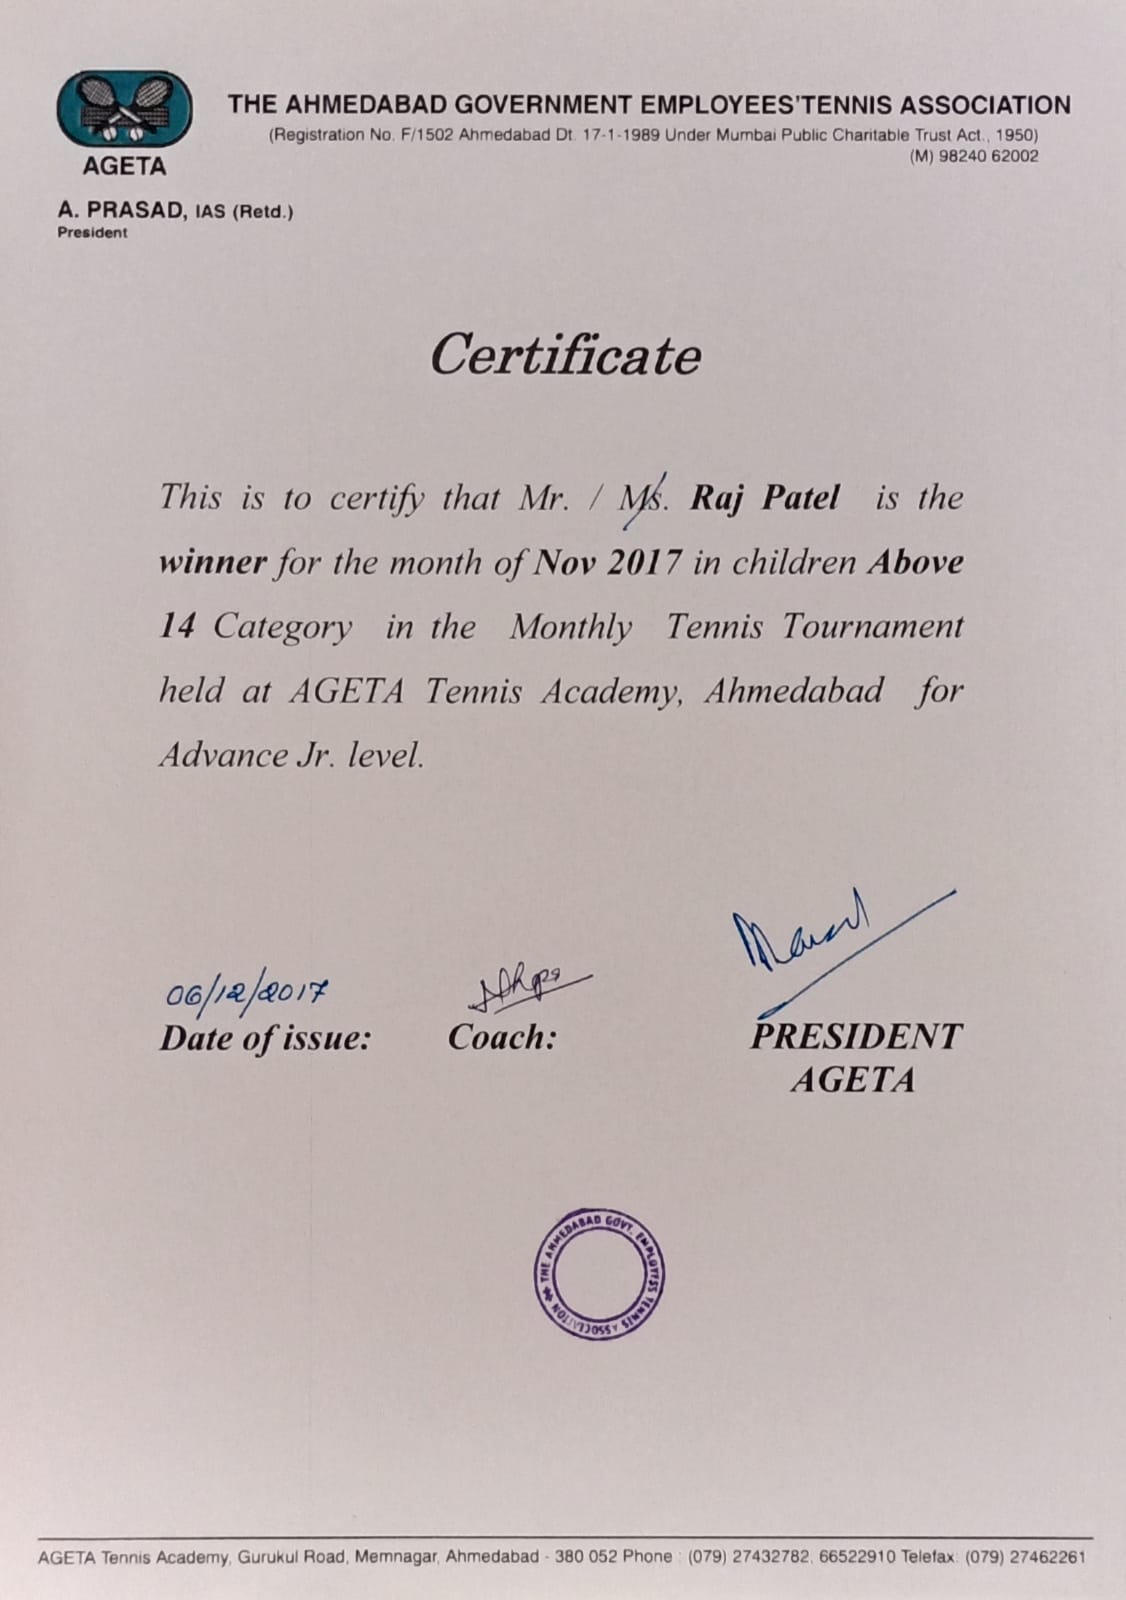 THE AHMEDABAD GOVERNMENT EMPLOYEES'TENNIS ASSOCIATION
(Registration No. F/1502 Ahmedabad Dt. 17-1-1989 Under Mumbai Public Charitable Trust Act., 1950)
(M) 98240 62002
AGETA
A. PRASAD, IAS (Retd.)
President
Certificate
This is to certify that Mr. / Ms. Raj Patel is the
winner for the month of Nov 2017 in children Above
14 Category in the Monthly Tennis Tournament
held at AGETA Tennis Academy, Ahmedabad for
Advance Jr. level.
06/12/2017
Date of issue: Coach: PRESIDENT
AGETA
THE AHMEDABAD GOVT. EMPLOYESS TENNIS ASSOCIATION
AGETA Tennis Academy, Gurukul Road, Memnagar, Ahmedabad - 380 052 Phone : (079) 27432782, 66522910 Telefax: (079) 27462261